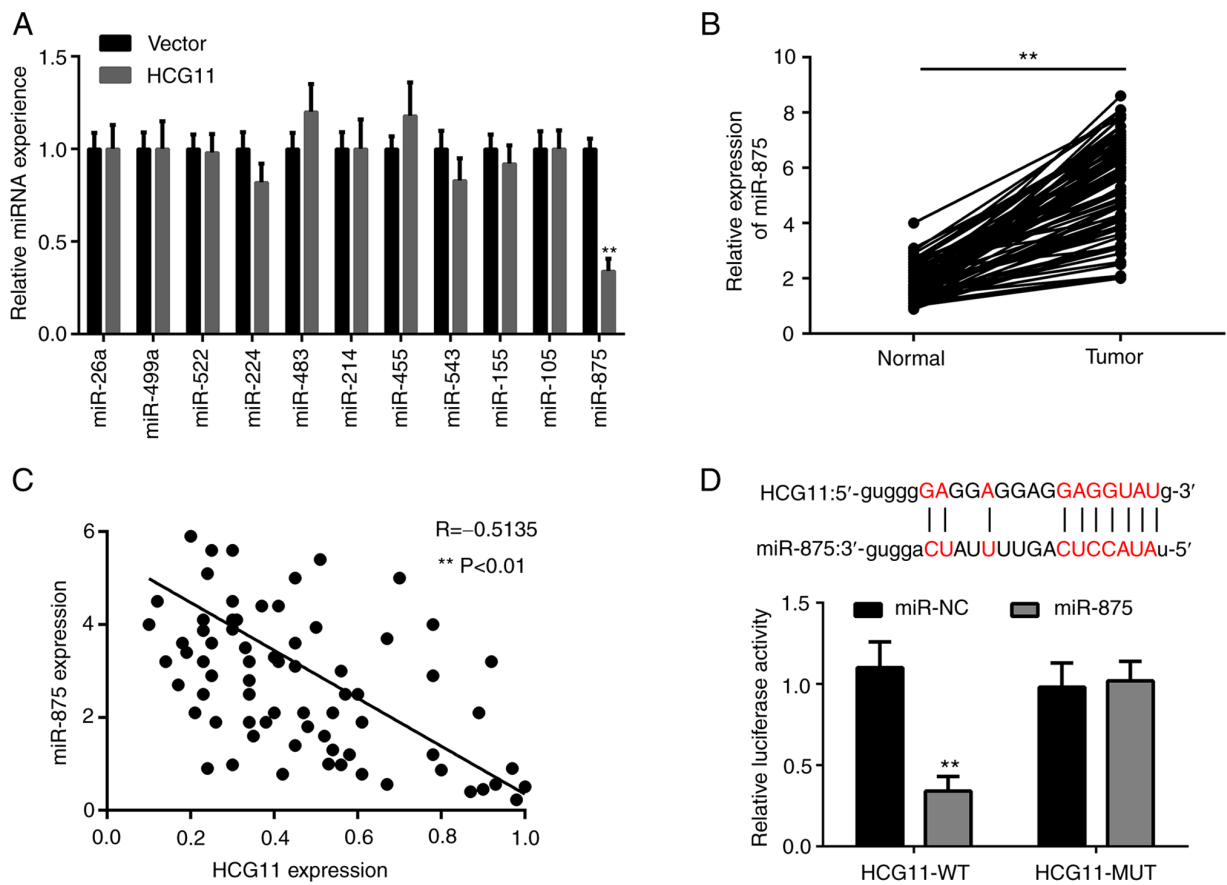 A
Vector
HCG11
Relative miRNA experience
1.5
1.0
0.5
0.0
miR-26a
miR-499a
miR-522
miR-224
miR-483
miR-214
miR-455
miR-543
miR-155
miR-105
miR-875
**
B
**
Relative expression
of miR-875
10
8
6
4
2
0
Normal
Tumor
C
R=−0.5135
** P<0.01
miR-875 expression
6
4
2
0
0.0 0.2 0.4 0.6 0.8 1.0
HCG11 expression
D
HCG11:5′-gugggGAGGAGGAGGAGGUAUg-3′
miR-875:3′-guggaCUAUUUUGACUCCAUAu-5′
miR-NC
miR-875
Relative luciferase activity
1.5
1.0
0.5
0.0
**
HCG11-WT
HCG11-MUT